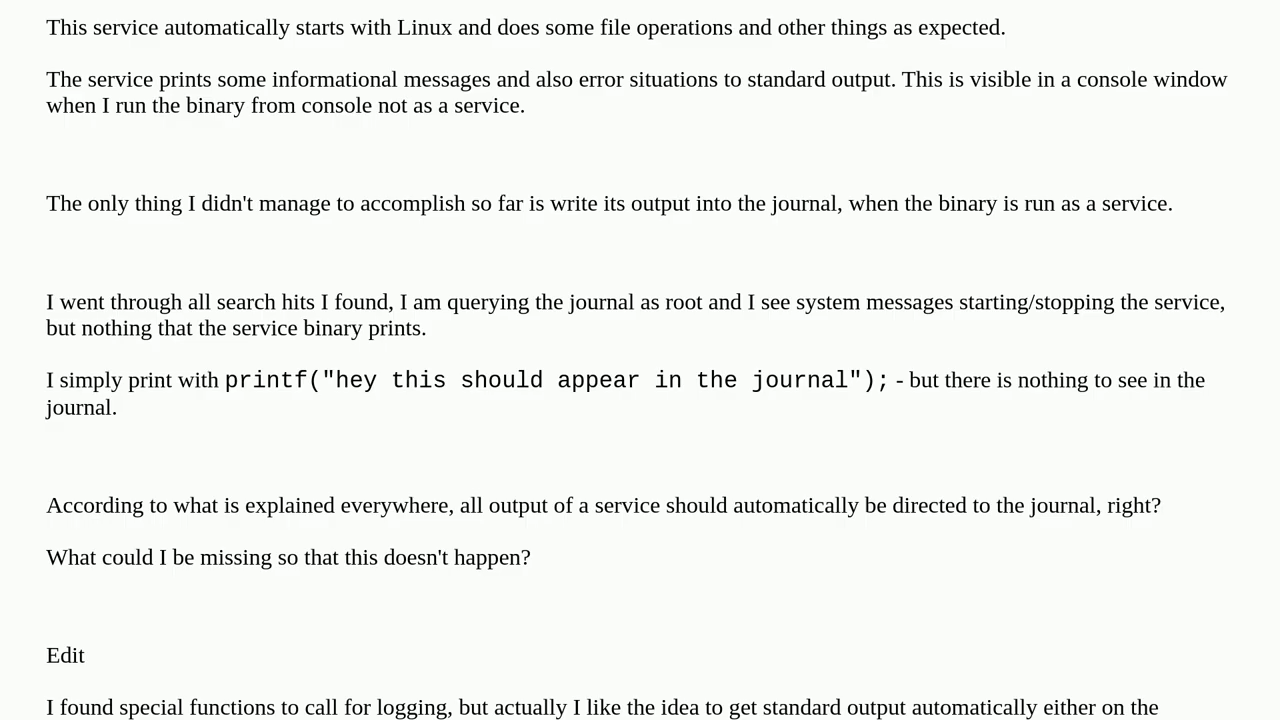 This service automatically starts with Linux and does some file operations and other things as expected.
The service prints some informational messages and also error situations to standard output. This is visible in a console window
when I run the binary from console not as a service.
The only thing I didn't manage to accomplish so far is write its output into the journal, when the binary is run as a service.
I went through all search hits I found, I am querying the journal as root and I see system messages starting/stopping the service,
but nothing that the service binary prints.
I simply print with printf("hey this should appear in the journal"); - but there is nothing to see in the
journal.
According to what is explained everywhere, all output of a service should automatically be directed to the journal, right?
What could I be missing so that this doesn't happen?
Edit
I found special functions to call for logging, but actually I like the idea to get standard output automatically either on the